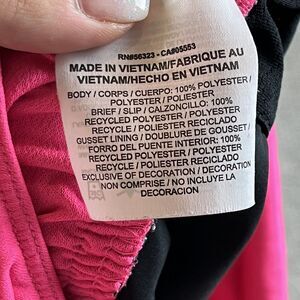 RN#56323 - CA#05553
MADE IN VIETNAM/FABRIQUE AU
VIETNAM/HECHO EN VIETNAM
BODY / CORPS / CUERPO: 100% POLYESTER /
POLYESTER / POLIESTER
BRIEF / SLIP / CALZONCILLO: 100%
RECYCLED POLYESTER / POLYESTER
RECYCLE / POLIESTER RECICLADO
GUSSET LINING / DOUBLURE DE GOUSSET /
FORRO DEL PUENTE INTERIOR: 100%
RECYCLED POLYESTER / POLYESTER
RECYCLE / POLIESTER RECICLADO
EXCLUSIVE OF DECORATION / DECORATION
NON COMPRISE / NO INCLUYE LA
DECORACION